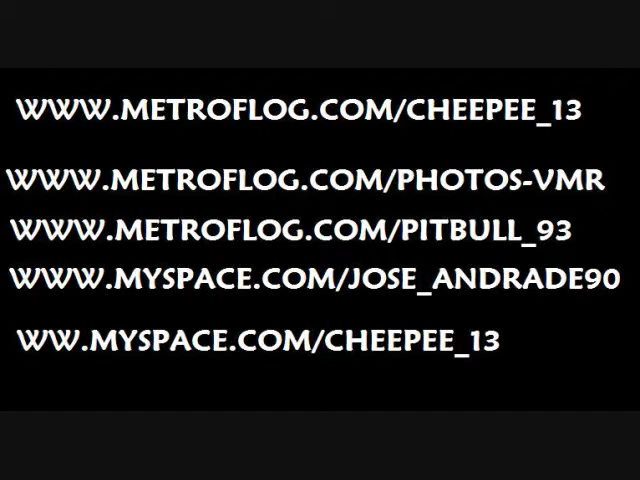 WWW.METROFLOG.COM/CHEEPEE_13
WWW.METROFLOG.COM/PHOTOS-VMR
WWW.METROFLOG.COM/PITBULL_93
WWW.MYSPACE.COM/JOSE_ANDRADE90
WW.MYSPACE.COM/CHEEPEE_13